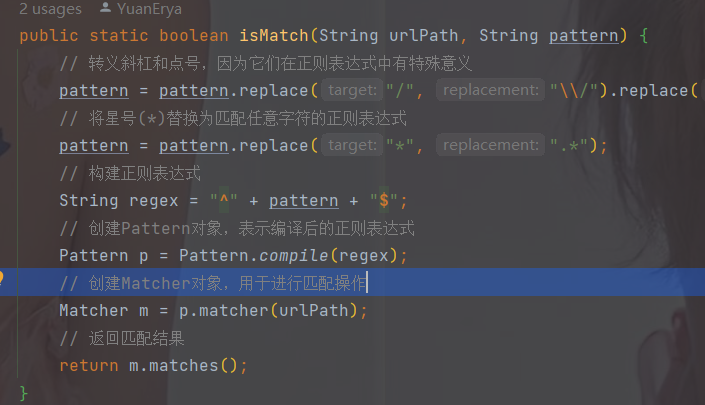 2 usages YuanErya
public static boolean isMatch(String urlPath, String pattern) {
// 转义斜杠和点号，因为它们在正则表达式中有特殊意义
pattern = pattern.replace( target: "/", replacement: "\\/").replace(
// 将星号(*)替换为匹配任意字符的正则表达式
pattern = pattern.replace( target: "*", replacement: ".*");
// 构建正则表达式
String regex = "^" + pattern + "$";
// 创建Pattern对象，表示编译后的正则表达式
Pattern p = Pattern.compile(regex);
// 创建Matcher对象，用于进行匹配操作
Matcher m = p.matcher(urlPath);
// 返回匹配结果
return m.matches();
}